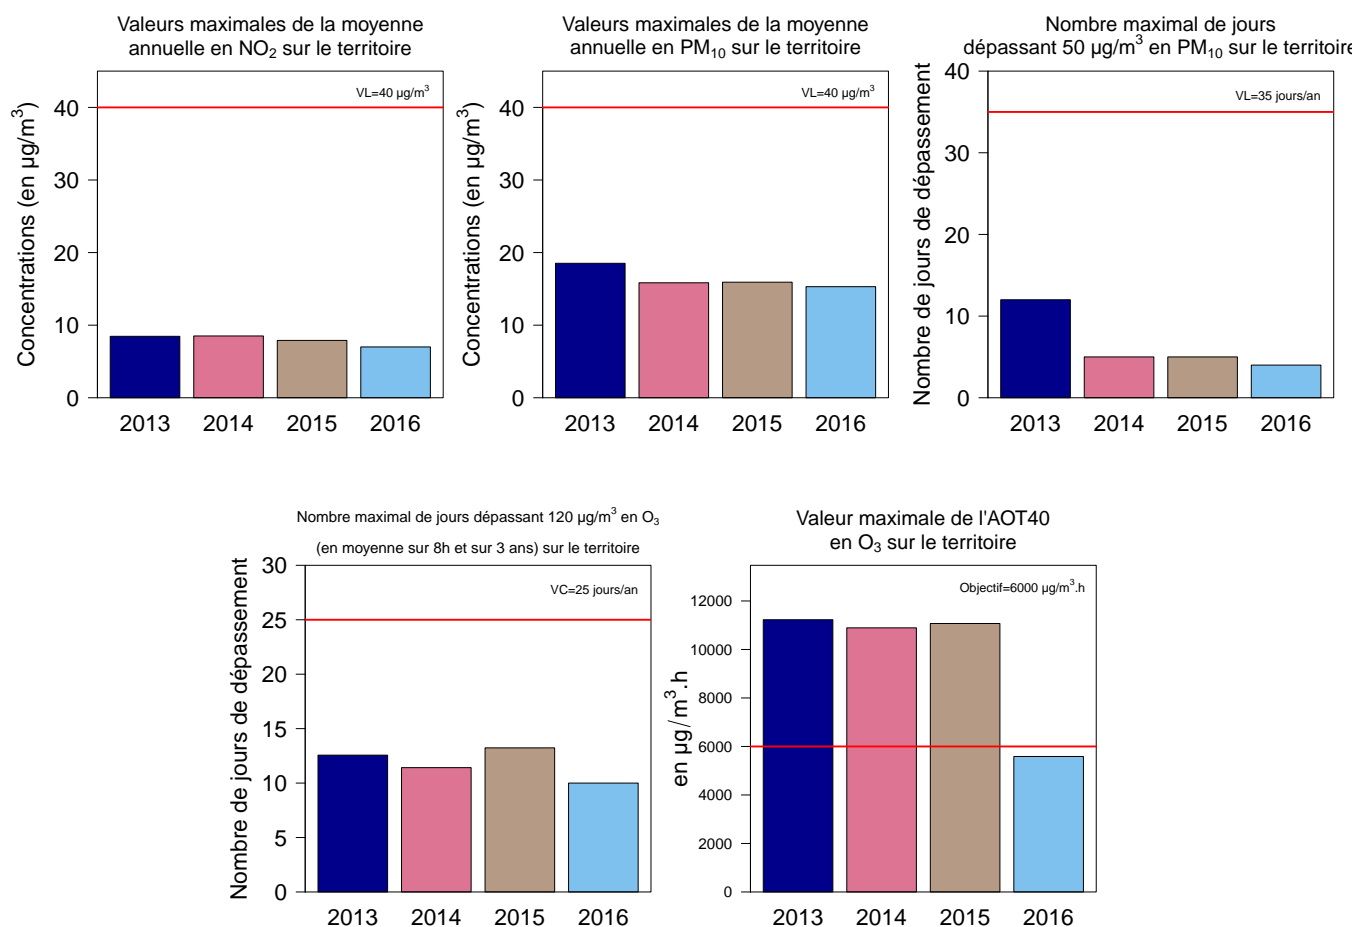 Valeurs maximales de la moyenne
annuelle en NO₂ sur le territoire
Concentrations (en µg/m³)
40
30
20
10
0
VL=40 µg/m³
2013 2014 2015 2016
Valeurs maximales de la moyenne
annuelle en PM₁₀ sur le territoire
Concentrations (en µg/m³)
40
30
20
10
0
VL=40 µg/m³
2013 2014 2015 2016
Nombre maximal de jours
dépassant 50 µg/m³ en PM₁₀ sur le territoire
Nombre de jours de dépassement
40
30
20
10
0
VL=35 jours/an
2013 2014 2015 2016
Nombre maximal de jours dépassant 120 µg/m³ en O₃
(en moyenne sur 8h et sur 3 ans) sur le territoire
Nombre de jours de dépassement
30
25
20
15
10
5
0
VC=25 jours/an
2013 2014 2015 2016
Valeur maximale de l'AOT40
en O₃ sur le territoire
en µg/m³.h
12000
10000
8000
6000
4000
2000
0
Objectif=6000 µg/m³.h
2013 2014 2015 2016